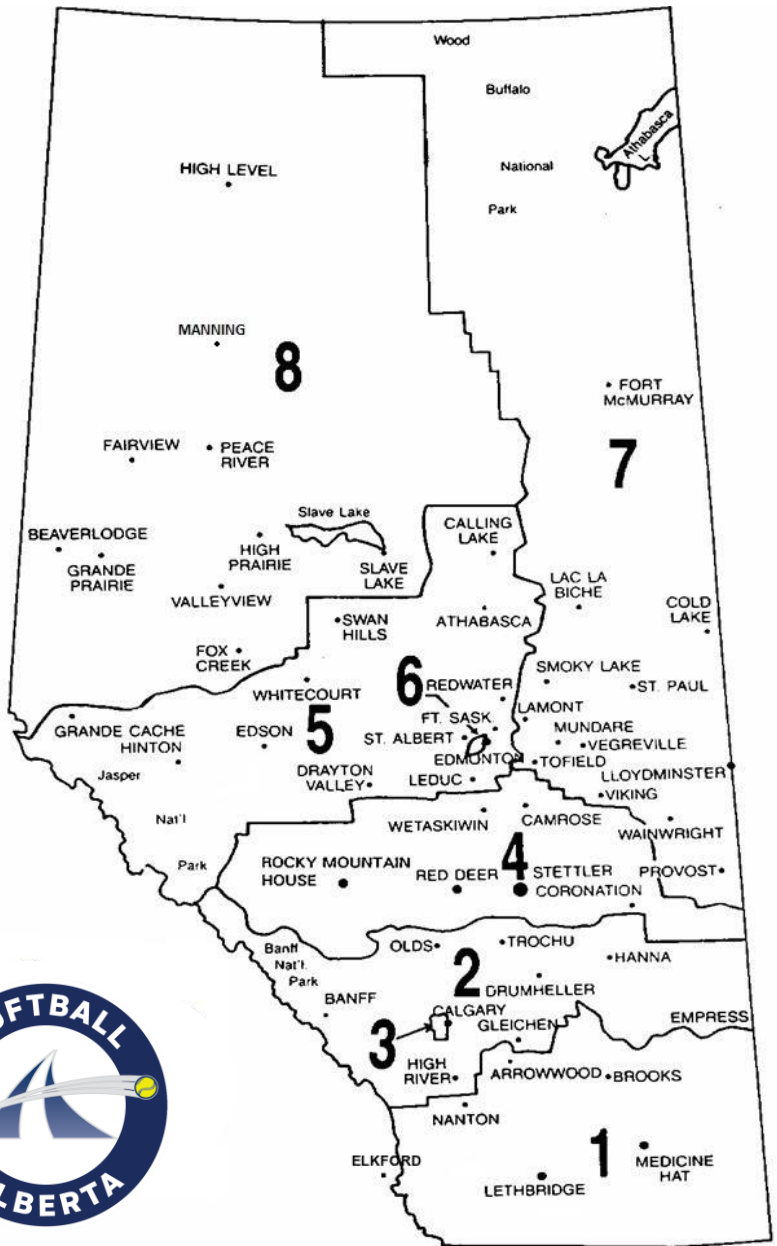 Wood
Buffalo
National
Park
Athabasca
L.
HIGH LEVEL
MANNING
8
FORT
McMURRAY
7
FAIRVIEW
PEACE
RIVER
Slave Lake
BEAVERLODGE
GRANDE
PRAIRIE
HIGH
PRAIRIE
SLAVE
LAKE
CALLING
LAKE
VALLEYVIEW
LAC LA
BICHE
COLD
LAKE
SWAN
HILLS
ATHABASCA
FOX
CREEK
WHITECOURT
6
REDWATER
SMOKY LAKE
ST. PAUL
LAMONT
GRANDE CACHE
HINTON
EDSON
5
FT. SASK.
ST. ALBERT
EDMONTON
MUNDARE
VEGREVILLE
TOFIELD
Jasper
Nat'l
Park
DRAYTON
VALLEY
LEDUC
LLOYDMINSTER
VIKING
WETASKIWIN
CAMROSE
WAINWRIGHT
4
ROCKY MOUNTAIN
HOUSE
RED DEER
STETTLER
CORONATION
PROVOST
Banff
Nat'l.
Park
OLDS
TROCHU
HANNA
2
DRUMHELLER
BANFF
CALGARY
GLEICHEN
EMPRESS
3
HIGH
RIVER
ARROWWOOD
BROOKS
NANTON
ELKFORD
1
MEDICINE
HAT
LETHBRIDGE
OFTBALL
LBERTA